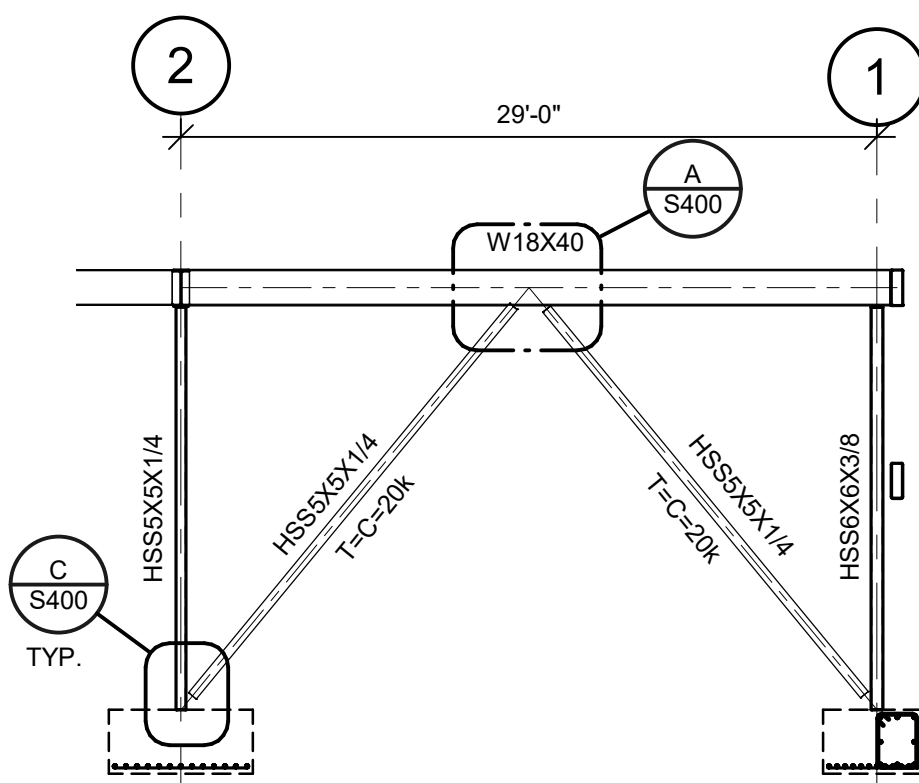 2
1
29'-0"
A
S400
W18X40
HSS5X5X1/4
HSS5X5X1/4
T=C=20k
HSS5X5X1/4
T=C=20k
HSS6X6X3/8
C
S400
TYP.